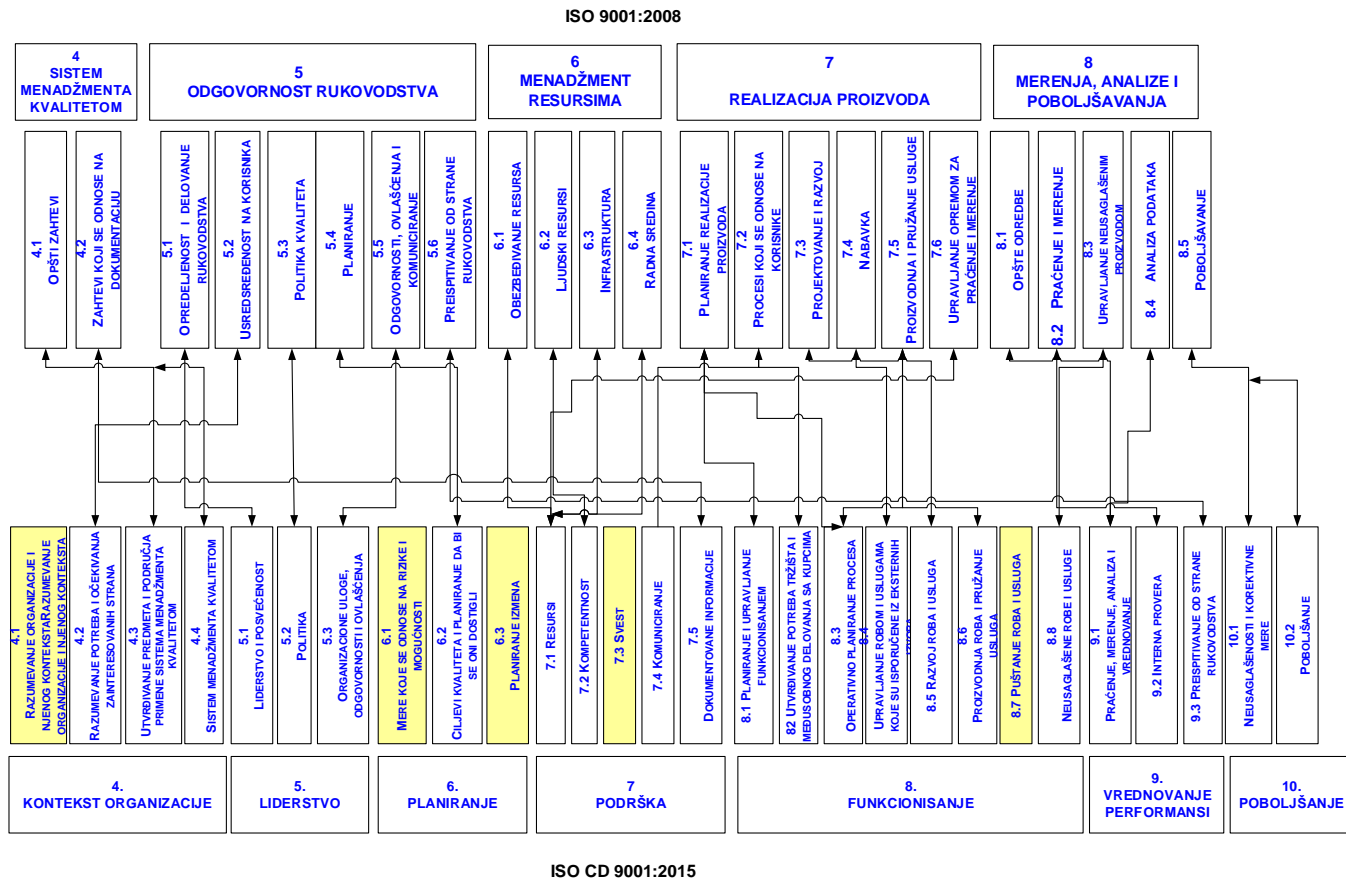 ISO 9001:2008
4
SISTEM
MENADŽMENTA
KVALITETOM
5
ODGOVORNOST RUKOVODSTVA
6
MENADŽMENT
RESURSIMA
7
REALIZACIJA PROIZVODA
8
MERENJA, ANALIZE I
POBOLJŠAVANJA
4.1
OPŠTI ZAHTEVI
4.2
ZAHTEVI KOJI SE ODNOSE NA
DOKUMENTACIJU
5.1
OPREDELJENOST I DELOVANJE
RUKOVODSTVA
5.2
USREDSREĐENOST NA KORISNIKA
5.3
POLITIKA KVALITETA
5.4
PLANIRANJE
5.5
ODGOVORNOSTI, OVLAŠĆENJA I
KOMUNICIRANJE
5.6
PREISPITIVANJE OD STRANE
RUKOVODSTVA
6.1
OBEZBEĐIVANJE RESURSA
6.2
LJUDSKI RESURSI
6.3
INFRASTRUKTURA
6.4
RADNA SREDINA
7.1
PLANIRANJE REALIZACIJE
PROIZVODA
7.2
PROCESI KOJI SE ODNOSE NA
KORISNIKE
7.3
PROJEKTOVANJE I RAZVOJ
7.4
NABAVKA
7.5
PROIZVODNJA I PRUŽANJE USLUGE
7.6
UPRAVLJANJE OPREMOM ZA
PRAĆENJE I MERENJE
8.1
OPŠTE ODREDBE
8.2 PRAĆENJE I MERENJE
8.3
UPRAVLJANJE NEUSAGLAŠENIM
PROIZVODOM
8.4 ANALIZA PODATAKA
8.5
POBOLJŠAVANJE
4.1
RAZUMEVANJE ORGANIZACIJE I
NJENOG KONTEKSTARAZUMEVANJE
ORGANIZACIJE I NJENOG KONTEKSTA
4.2
RAZUMEVANJE POTREBA I OČEKIVANJA
ZAINTERESOVANIH STRANA
4.3
UTVRĐIVANJE PREDMETA I PODRUČJA
PRIMENE SISTEMA MENADŽMENTA
KVALITETOM
4.4
SISTEM MENADŽMENTA KVALITETOM
5.1
LIDERSTVO I POSVEĆENOST
5.2
POLITIKA
5.3
ORGANIZACIONE ULOGE,
ODGOVORNOSTI I OVLAŠĆENJA
6.1
MERE KOJE SE ODNOSE NA RIZIKE I
MOGUĆNOSTI
6.2
CILJEVI KVALITETA I PLANIRANJE DA BI
SE ONI DOSTIGLI
6.3
PLANIRANJE IZMENA
7.1 RESURSI
7.2 KOMPETENTNOST
7.3 SVEST
7.4 KOMUNICIRANJE
7.5
DOKUMENTOVANE INFORMACIJE
8.1 PLANIRANJE I UPRAVLJANJE
FUNKCIONISANJEM
82 UTVRĐIVANJE POTREBA TRŽIŠTA I
MEĐUSOBNOG DELOVANJA SA KUPCIMA
8.3
OPERATIVNO PLANIRANJE PROCESA
8.4
UPRAVLJANJE ROBOM I USLUGAMA
KOJE SU ISPORUČENE IZ EKSTERNIH
8.5 RAZVOJ ROBA I USLUGA
8.6
PROIZVODNJA ROBA I PRUŽANJE
USLUGA
8.7 PUŠTANJE ROBA I USLUGA
8.8
NEUSAGLAŠENE ROBE I USLUGE
9.1
PRAĆENJE, MERENJE, ANALIZA I
VREDNOVANJE
9.2 INTERNA PROVERA
9.3 PREISPITIVANJE OD STRANE
RUKOVODSTVA
10.1
NEUSAGLAŠENOSTI I KOREKTIVNE
MERE
10.2
POBOLJŠANJE
4.
KONTEKST ORGANIZACIJE
5.
LIDERSTVO
6.
PLANIRANJE
7
PODRŠKA
8.
FUNKCIONISANJE
9.
VREDNOVANJE
PERFORMANSI
10.
POBOLJŠANJE
ISO CD 9001:2015